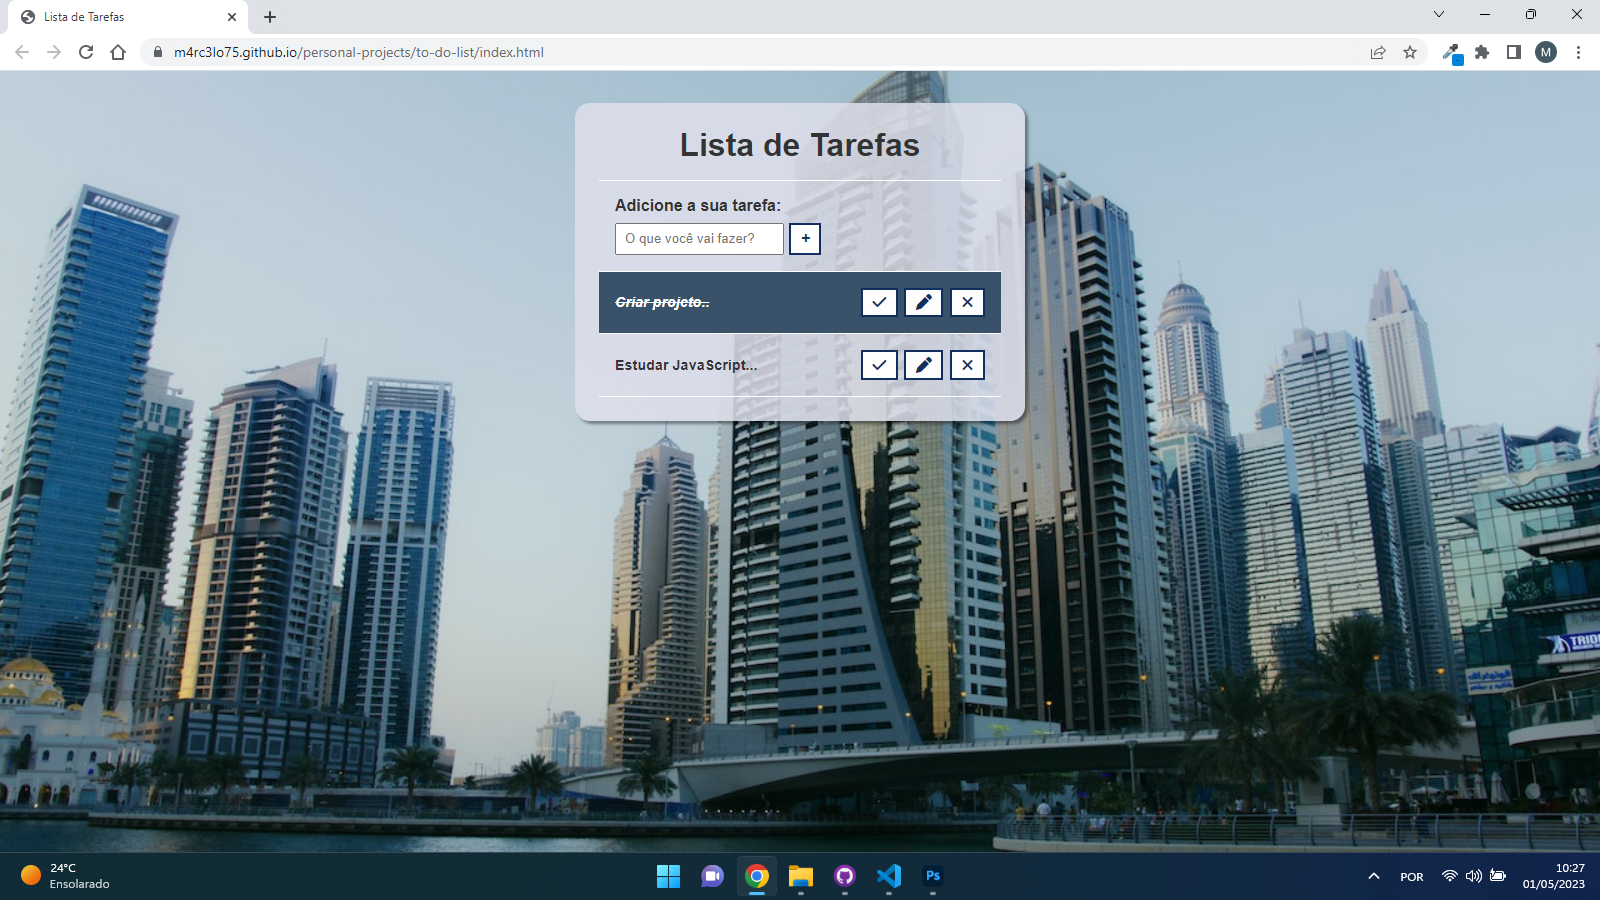 Lista de Tarefas
m4rc3lo75.github.io/personal-projects/to-do-list/index.html
M
Lista de Tarefas
Adicione a sua tarefa:
O que você vai fazer?
+
Criar projeto..
Estudar JavaScript...
TRID
24°C
Ensolarado
Ps
POR
10:27
01/05/2023